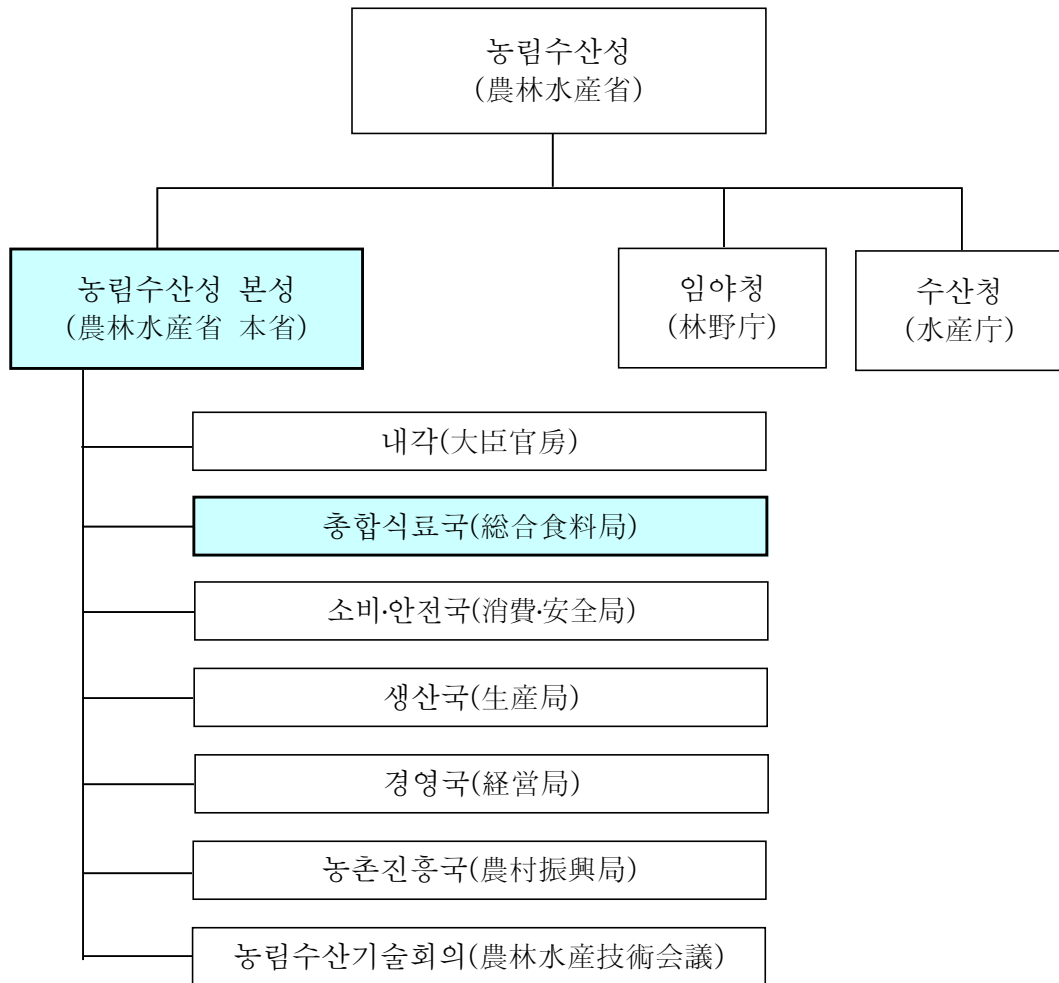 농림수산성
(農林水産省)
농림수산성 본성
(農林水産省 本省)
임야청
(林野庁)
수산청
(水産庁)
내각(大臣官房)
총합식료국(総合食料局)
소비·안전국(消費·安全局)
생산국(生産局)
경영국(経営局)
농촌진흥국(農村振興局)
농림수산기술회의(農林水産技術会議)